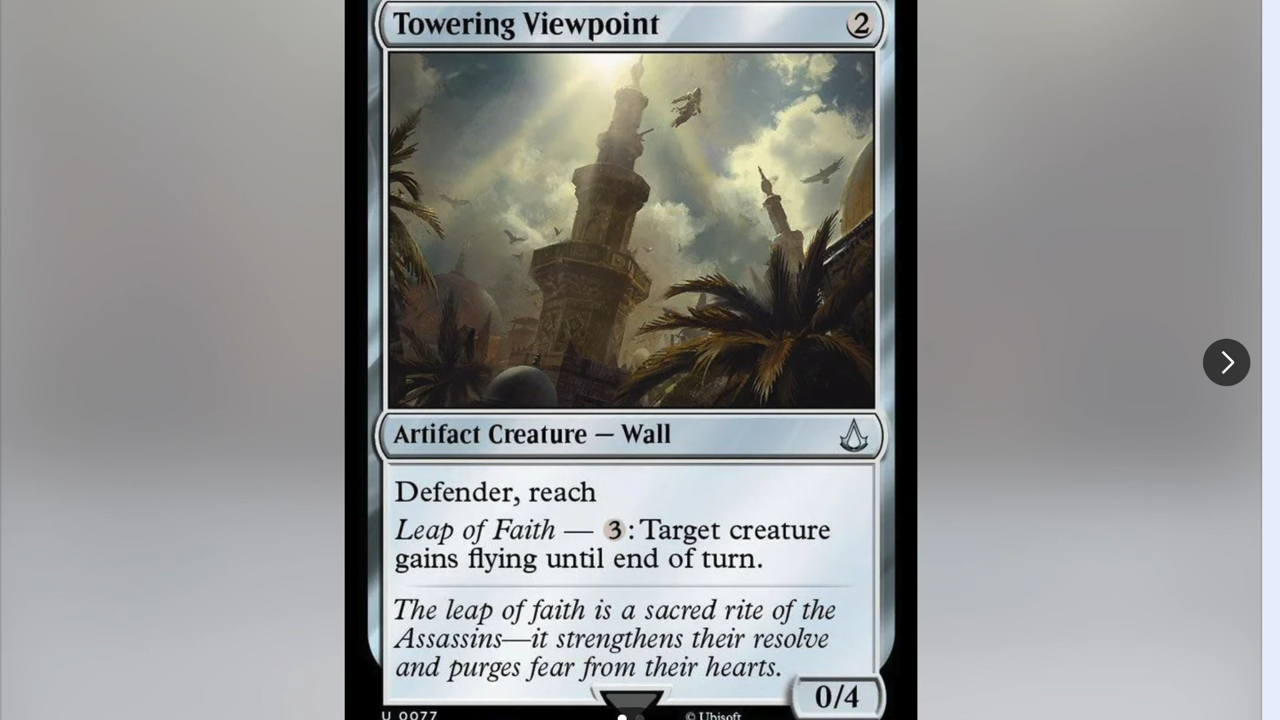 Towering Viewpoint 2
Artifact Creature — Wall
Defender, reach
Leap of Faith — 3: Target creature
gains flying until end of turn.
The leap of faith is a sacred rite of the
Assassins—it strengthens their resolve
and purges fear from their hearts.
0/4
U 0077 © Ubisoft